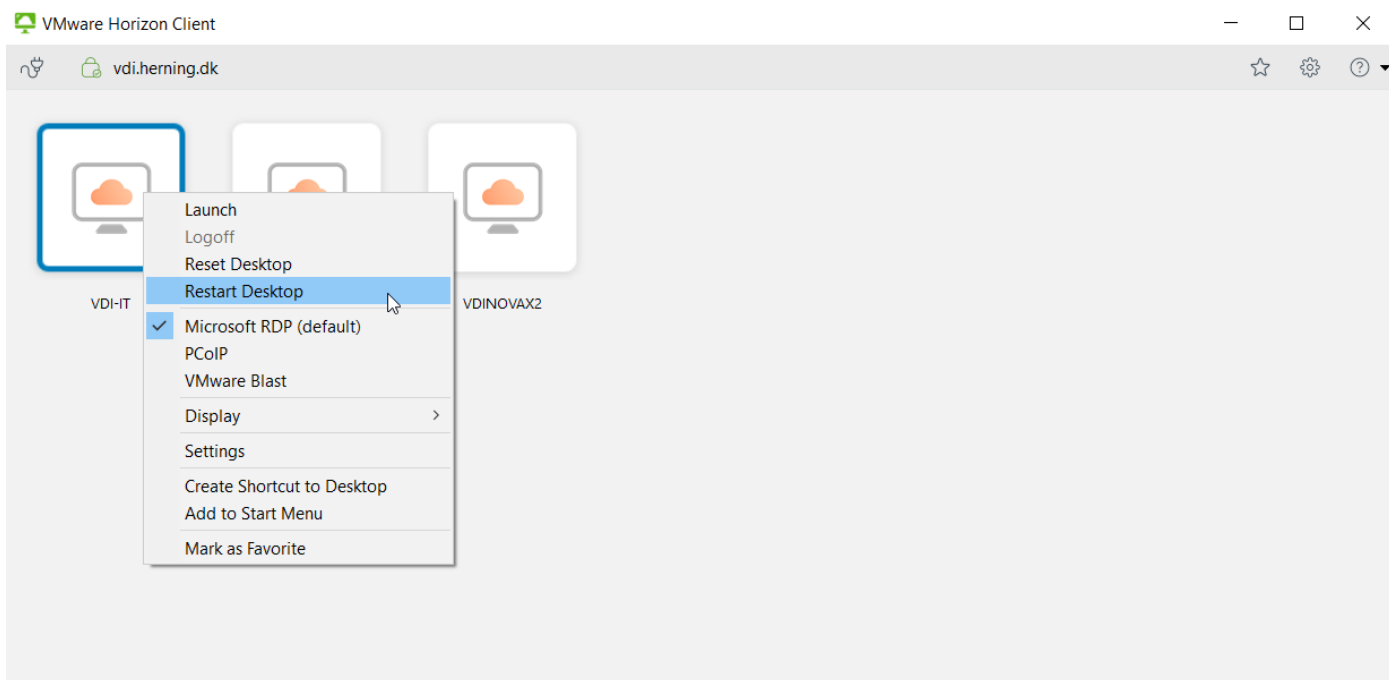 VMware Horizon Client
vdi.herning.dk
Launch
Logoff
Reset Desktop
Restart Desktop
Microsoft RDP (default)
PCoIP
VMware Blast
Display
Settings
Create Shortcut to Desktop
Add to Start Menu
Mark as Favorite
VDI-IT
VDINOVAX2